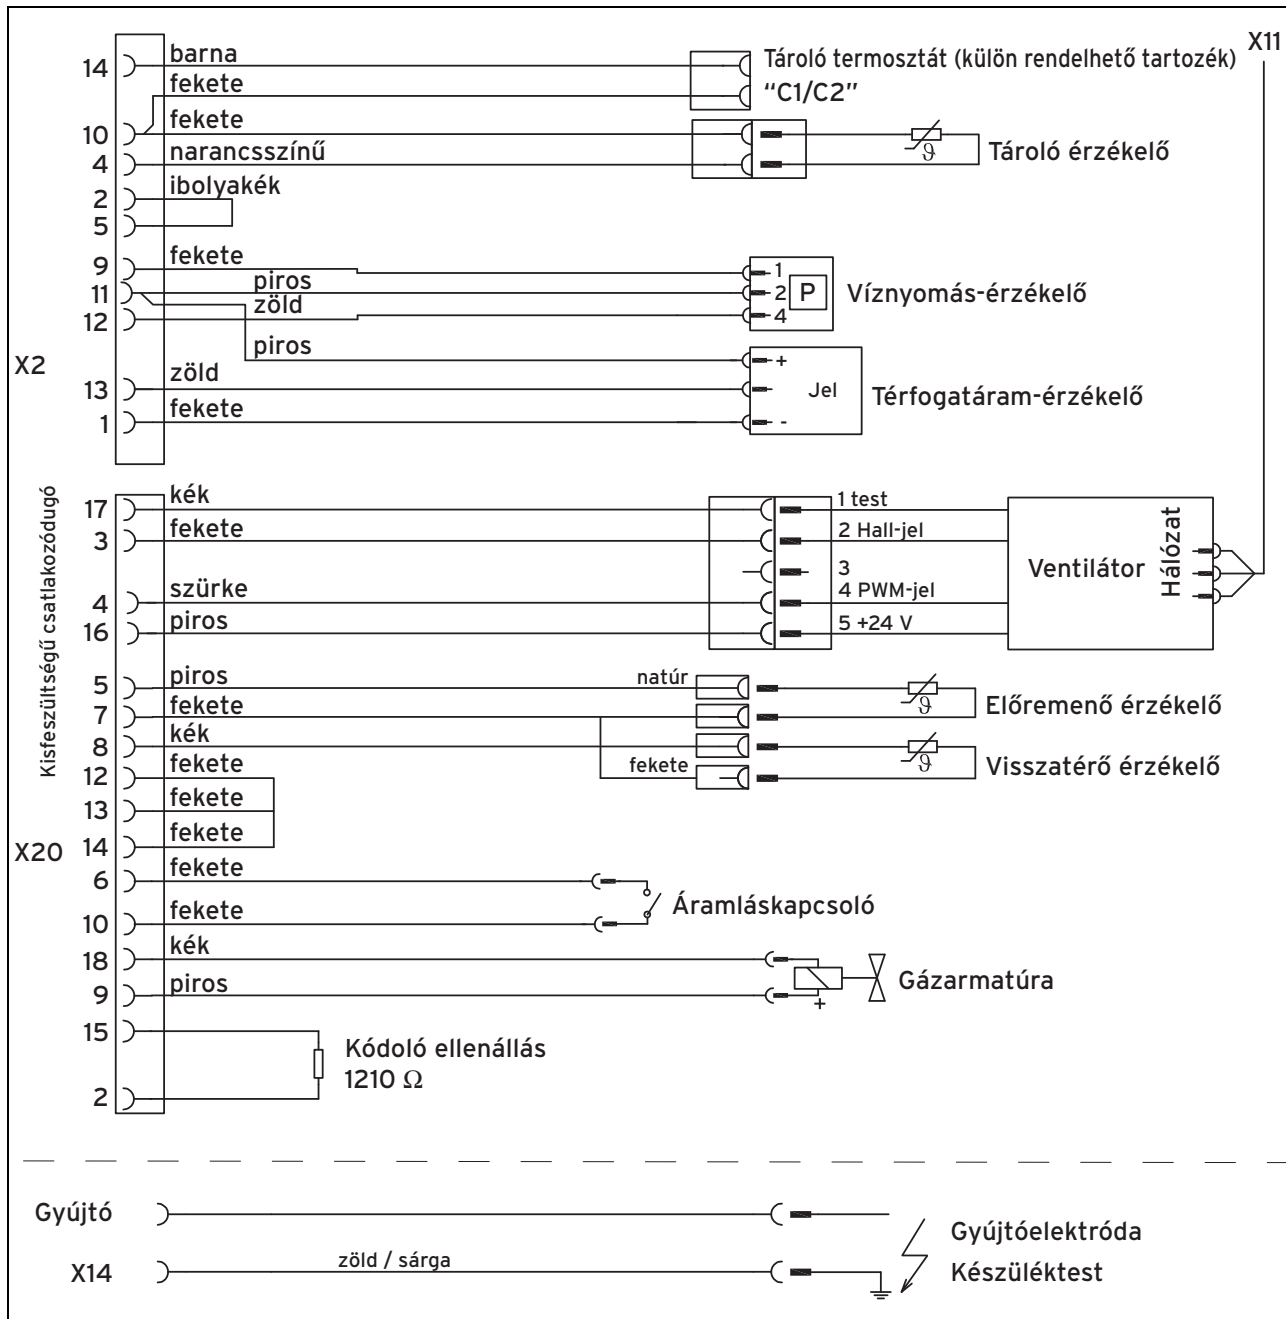 X11
14 barna Tároló termosztát (külön rendelhető tartozék)
fekete “C1/C2”
10 fekete
4 narancsszínű Tároló érzékelő
ϑ
2 ibolyakék
5
9 fekete 1
11 piros 2 P Víznyomás-érzékelő
12 zöld 4
X2
piros +
13 zöld Jel Térfogatáram-érzékelő
1 fekete -
Kisfeszültségű csatlakozódugó
17 kék 1 test
3 fekete 2 Hall-jel
3
Ventilátor Hálózat
4 szürke 4 PWM-jel
16 piros 5 +24 V
5 piros natúr
ϑ Előremenő érzékelő
7 fekete
8 kék
ϑ Visszatérő érzékelő
12 fekete fekete
13 fekete
14 fekete
X20
6 fekete
Áramláskapcsoló
10 fekete
18 kék
Gázarmatúra
9 piros +
15
Kódoló ellenállás
1210 Ω
2
Gyújtó Gyújtóelektróda
X14 zöld / sárga Készüléktest